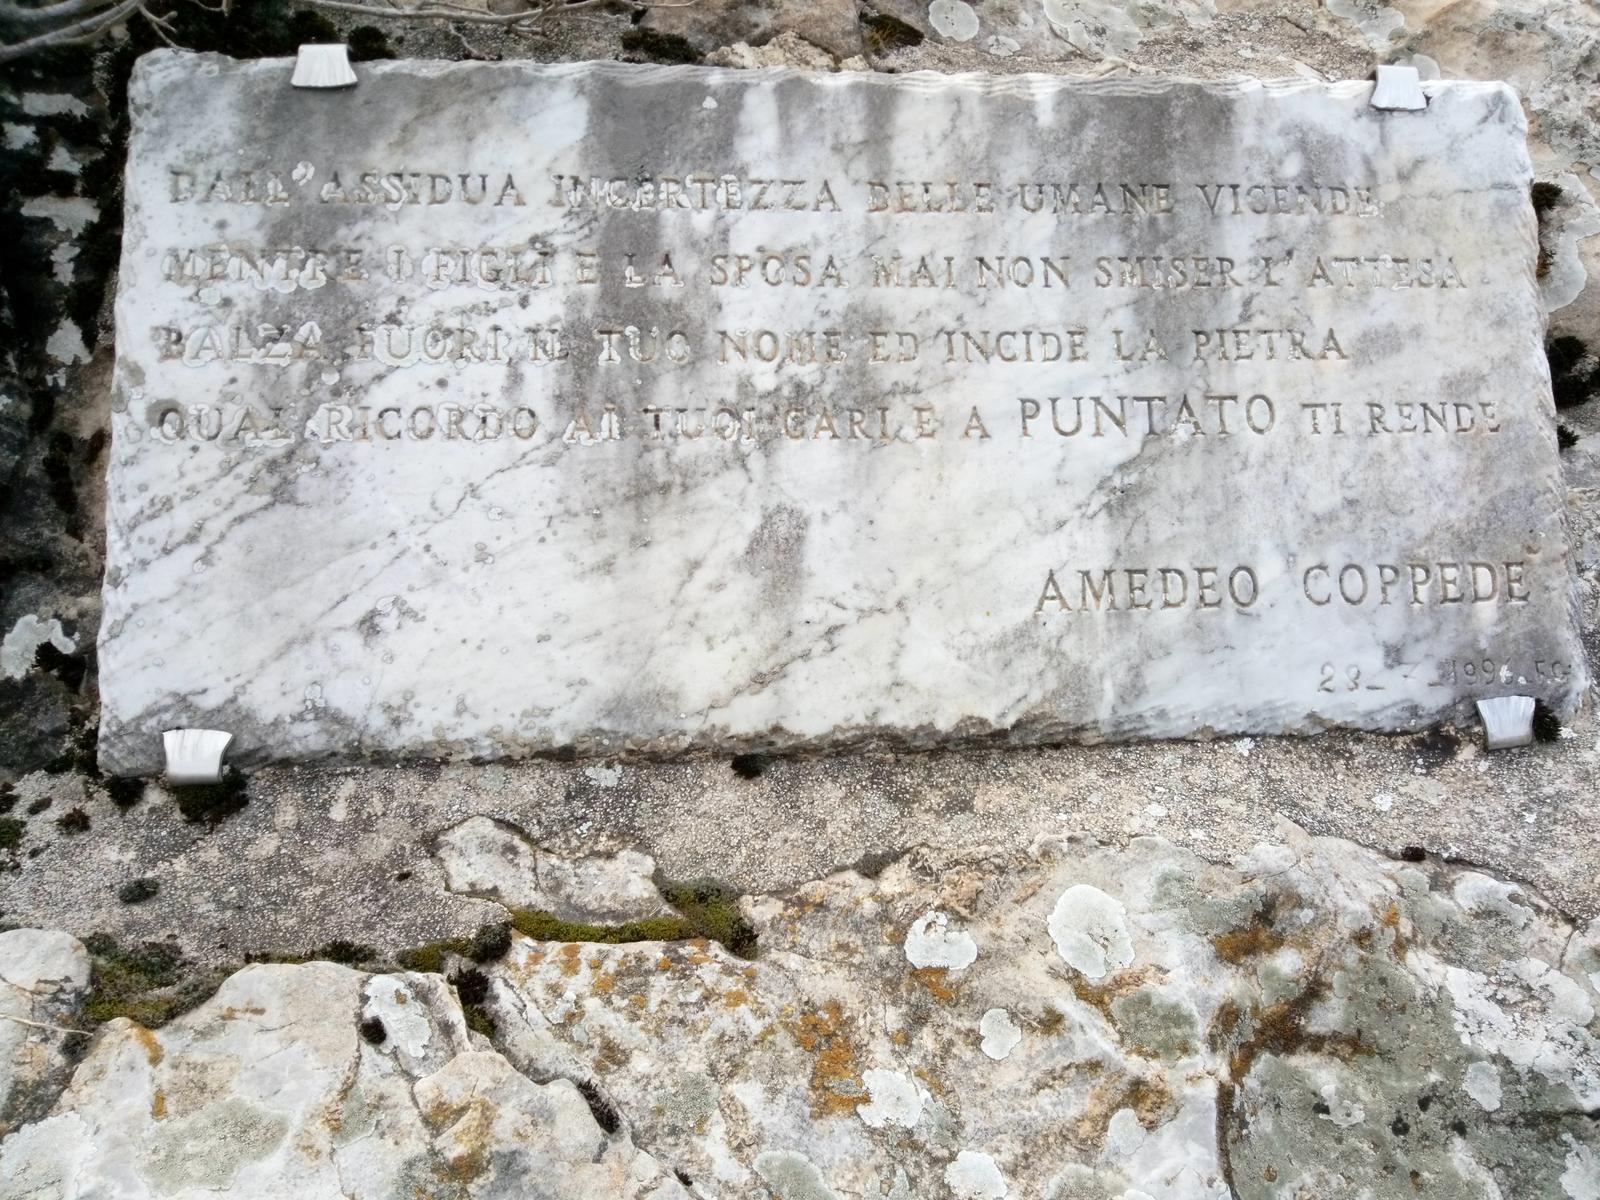 DALL' ASSIDUA INCERTEZZA DELLE UMANE VICENDE
MENTRE I FIGLI E LA SPOSA MAI NON SMISER L' ATTESA
BALZA FUORI IL TUO NOME ED INCIDE LA PIETRA
QUAL RICORDO AI TUOI CARI E A PUNTATO TI RENDE
AMEDEO COPPEDE